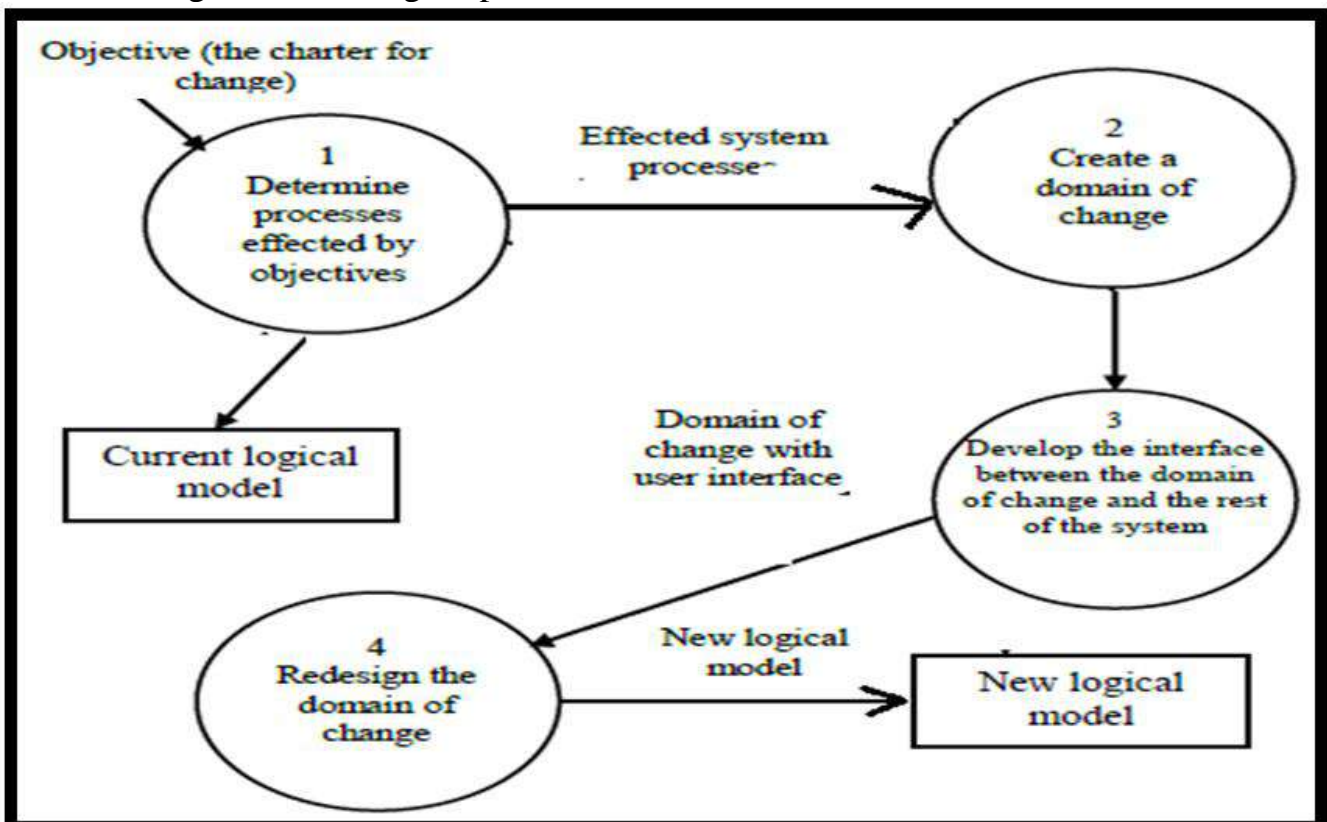 Objective (the charter for
change)
1
Determine
processes
effected by
objectives
Effected system
processe
2
Create a
domain of
change
Current logical
model
Domain of
change with
user interface
3
Develop the interface
between the domain
of change and the rest
of the system
4
Redesign the
domain of
change
New logical
model
New logical
model